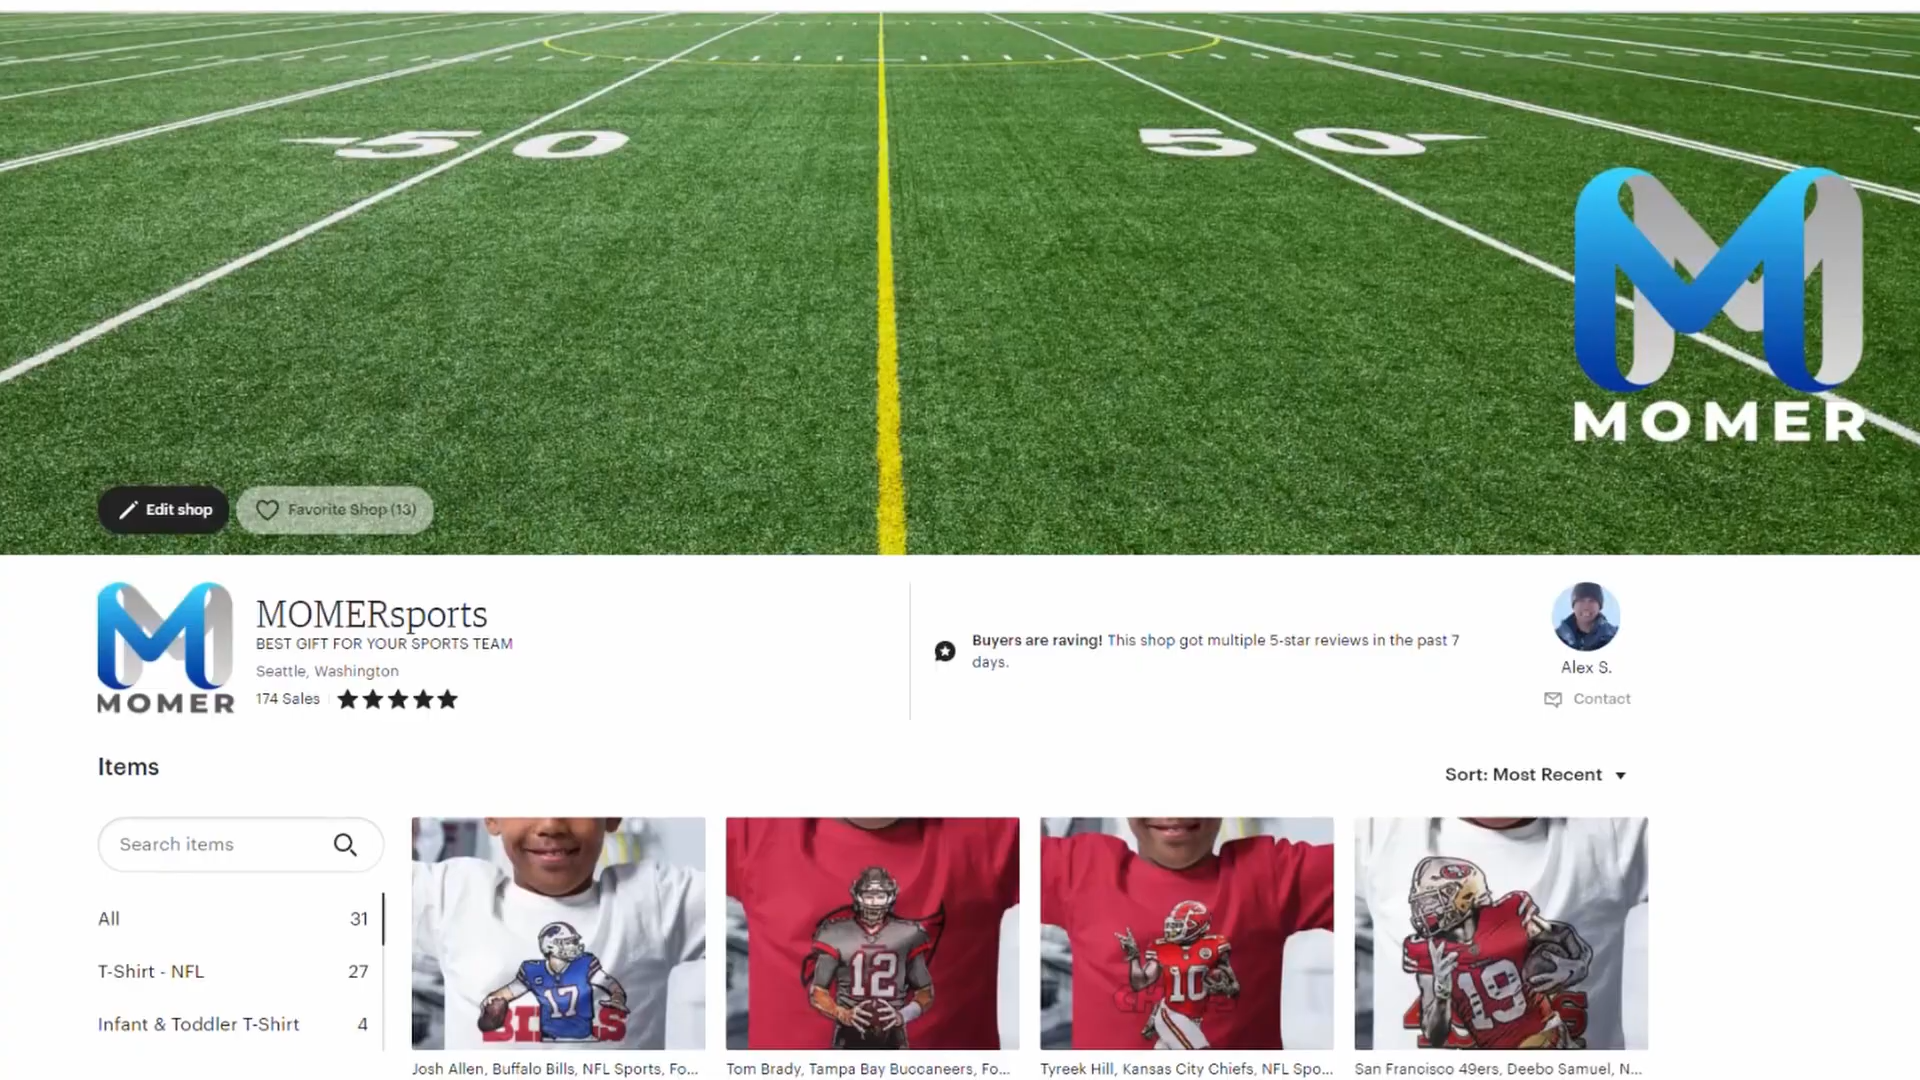 50
50
MOMER
Edit shop
Favorite Shop (13)
MOMER
MOMERsports
BEST GIFT FOR YOUR SPORTS TEAM
Seattle, Washington
174 Sales
Buyers are raving! This shop got multiple 5-star reviews in the past 7
days.
Alex S.
Contact
Items
Sort: Most Recent
Search items
All 31
T-Shirt - NFL 27
Infant & Toddler T-Shirt 4
17
12
10
19
Josh Allen, Buffalo Bills, NFL Sports, Fo...
Tom Brady, Tampa Bay Buccaneers, Fo...
Tyreek Hill, Kansas City Chiefs, NFL Spo...
San Francisco 49ers, Deebo Samuel, N...